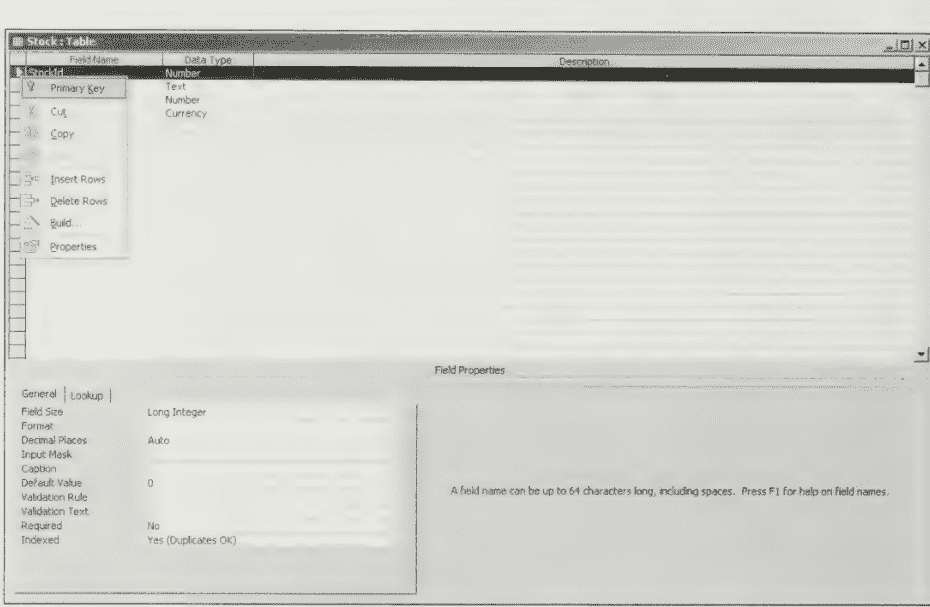 Stock : Table
Field Name Data Type Description
StockId Number
Primary Key Text
Number
Cut Currency
Copy
Insert Rows
Delete Rows
Build...
Properties
Field Properties
General Lookup
Field Size Long Integer
Format
Decimal Places Auto
Input Mask
Caption
Default Value 0
Validation Rule
Validation Text
Required No
Indexed Yes (Duplicates OK)
A field name can be up to 64 characters long, including spaces. Press F1 for help on field names.